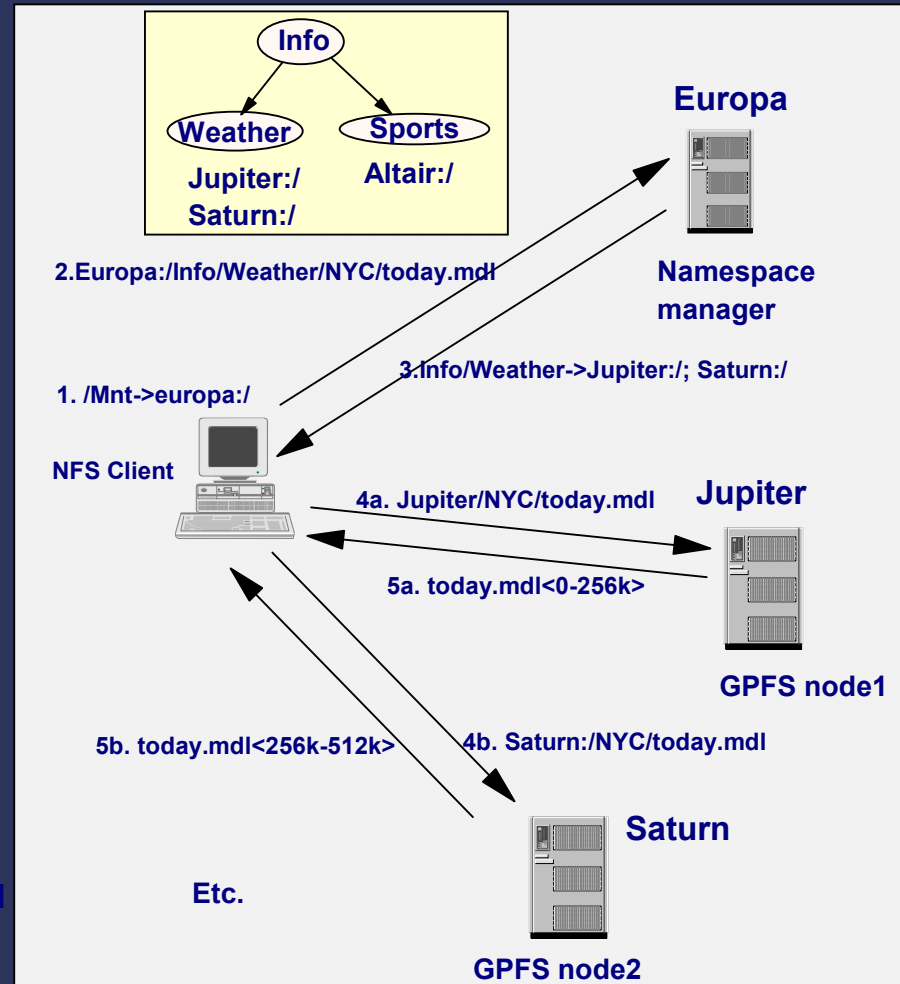 Info
Weather
Sports
Jupiter:/
Saturn:/
Altair:/
Europa
2.Europa:/Info/Weather/NYC/today.mdl
Namespace
manager
3.Info/Weather->Jupiter:/; Saturn:/
1. /Mnt->europa:/
NFS Client
4a. Jupiter/NYC/today.mdl
Jupiter
5a. today.mdl<0-256k>
GPFS node1
5b. today.mdl<256k-512k>
4b. Saturn:/NYC/today.mdl
Saturn
Etc.
GPFS node2